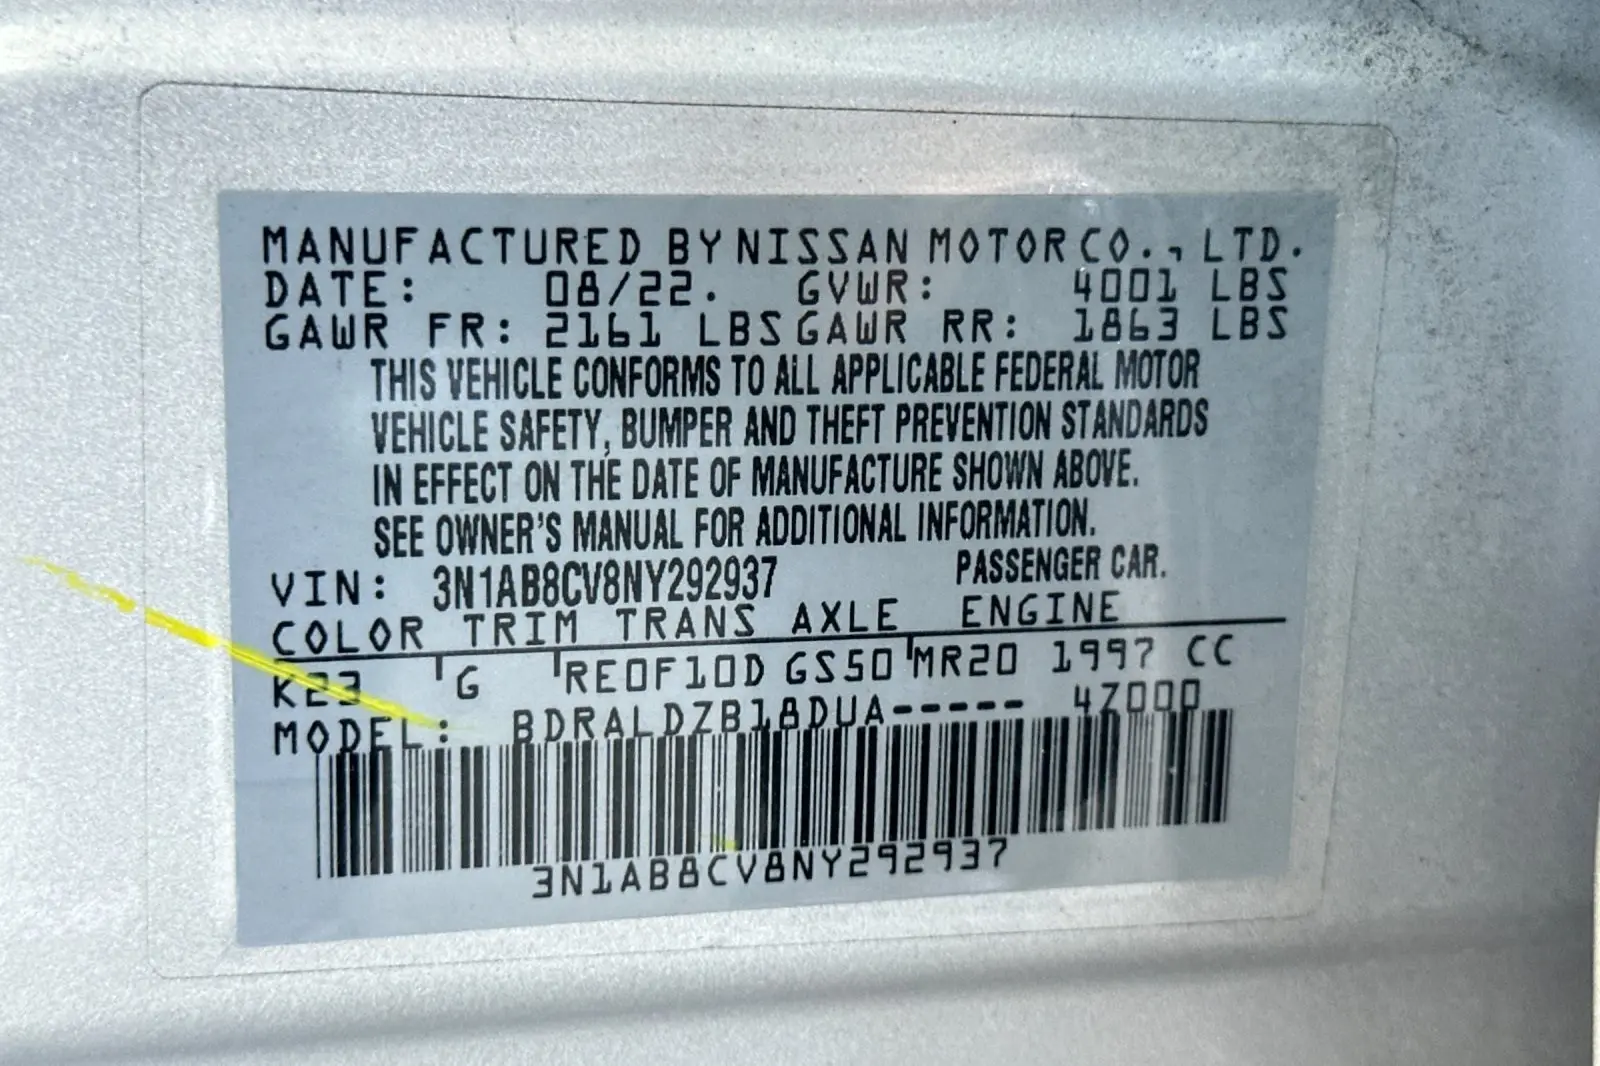 MANUFACTURED BY NISSAN MOTOR CO., LTD.
DATE: 08/22. GVWR: 4001 LBS
GAWR FR: 2161 LBS GAWR RR: 1863 LBS
THIS VEHICLE CONFORMS TO ALL APPLICABLE FEDERAL MOTOR
VEHICLE SAFETY, BUMPER AND THEFT PREVENTION STANDARDS
IN EFFECT ON THE DATE OF MANUFACTURE SHOWN ABOVE.
SEE OWNER'S MANUAL FOR ADDITIONAL INFORMATION.
VIN: 3N1AB8CV8NY292937 PASSENGER CAR.
COLOR TRIM TRANS AXLE ENGINE
K23 G RE0F10D GS50 MR20 1997 CC
MODEL: BDRALDZB18DUA----- 4Z000
3N1AB8CV8NY292937